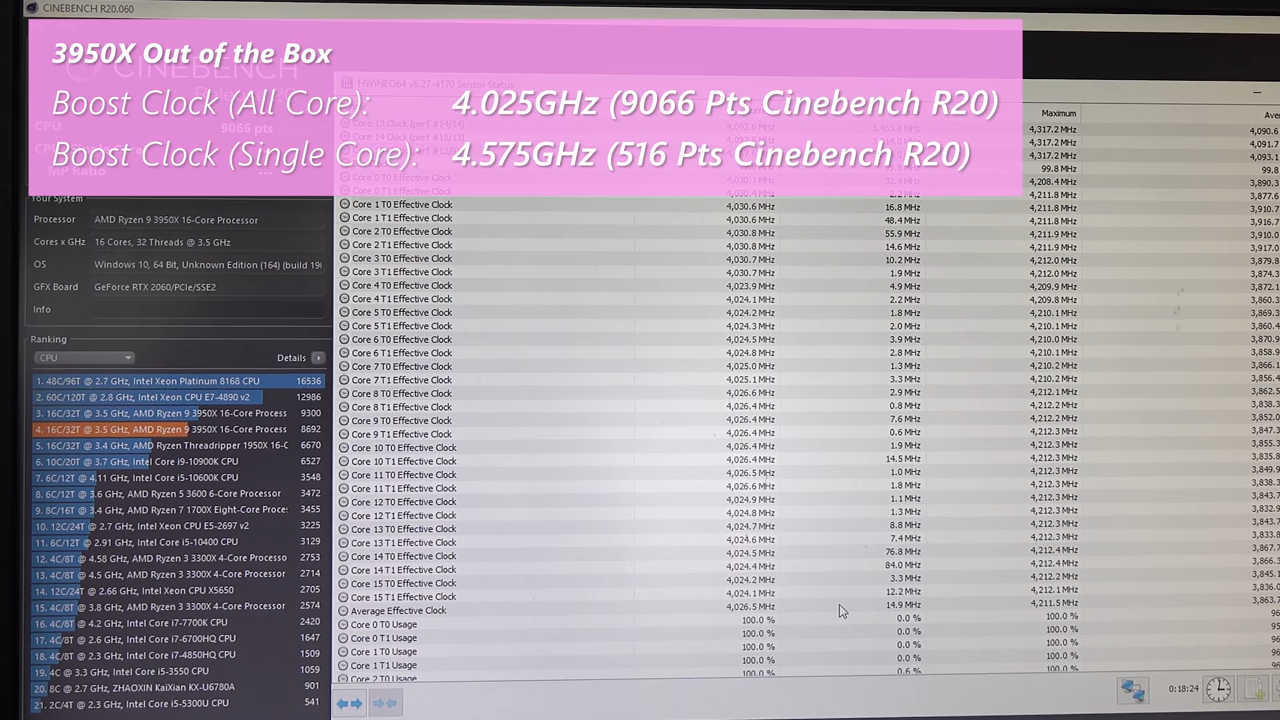 CINEBENCH R20.060
3950X Out of the Box
Boost Clock (All Core): 4.025GHz (9066 Pts Cinebench R20)
Boost Clock (Single Core): 4.575GHz (516 Pts Cinebench R20)
CINEBENCH
HWiNFO64 v6.27-4170 Sensor Status
CPU 9066 pts
MP Ratio ...
Maximum
4,317.2 MHz
4,317.2 MHz
4,317.2 MHz
99.8 MHz
4,208.4 MHz
Your System
Processor AMD Ryzen 9 3950X 16-Core Processor
Cores x GHz 16 Cores, 32 Threads @ 3.5 GHz
OS Windows 10, 64 Bit, Unknown Edition (164) (build 190
GFX Board GeForce RTX 2060/PCIe/SSE2
Info
Ranking
CPU Details
1. 48C/96T @ 2.7 GHz, Intel Xeon Platinum 8168 CPU 16536
2. 60C/120T @ 2.8 GHz, Intel Xeon CPU E7-4890 v2 12986
3. 16C/32T @ 3.5 GHz, AMD Ryzen 9 3950X 16-Core Process 9300
4. 16C/32T @ 3.5 GHz, AMD Ryzen 9 3950X 16-Core Process 8692
5. 16C/32T @ 3.4 GHz, AMD Ryzen Threadripper 1950X 16-C 6670
6. 10C/20T @ 3.7 GHz, Intel Core i9-10900K CPU 6527
7. 6C/12T @ 4.11 GHz, Intel Core i5-10600K CPU 3548
8. 6C/12T @ 3.6 GHz, AMD Ryzen 5 3600 6-Core Processor 3472
9. 8C/16T @ 3.4 GHz, AMD Ryzen 7 1700X Eight-Core Proce: 3455
10. 12C/24T @ 2.7 GHz, Intel Xeon CPU E5-2697 v2 3225
11. 6C/12T @ 2.91 GHz, Intel Core i5-10400 CPU 3129
12. 4C/8T @ 4.58 GHz, AMD Ryzen 3 3300X 4-Core Processo 2753
13. 4C/8T @ 4.5 GHz, AMD Ryzen 3 3300X 4-Core Processor 2714
14. 12C/24T @ 2.66 GHz, Intel Xeon CPU X5650 2705
15. 4C/8T @ 3.8 GHz, AMD Ryzen 3 3300X 4-Core Processor 2574
16. 4C/8T @ 4.2 GHz, Intel Core i7-7700K CPU 2420
17. 4C/8T @ 2.6 GHz, Intel Core i7-6700HQ CPU 1647
18. 4C/8T @ 2.3 GHz, Intel Core i7-4850HQ CPU 1509
19. 4C @ 3.3 GHz, Intel Core i5-3550 CPU 1059
20. 8C @ 2.7 GHz, ZHAOXIN KaiXian KX-U6780A 901
21. 2C/4T @ 2.3 GHz, Intel Core i5-5300U CPU 541
Core 1 T0 Effective Clock 4,030.6 MHz 16.8 MHz 4,211.8 MHz
Core 1 T1 Effective Clock 4,030.6 MHz 48.4 MHz 4,211.8 MHz
Core 2 T0 Effective Clock 4,030.8 MHz 55.9 MHz 4,211.9 MHz
Core 2 T1 Effective Clock 4,030.8 MHz 14.6 MHz 4,211.9 MHz
Core 3 T0 Effective Clock 4,030.7 MHz 10.2 MHz 4,212.0 MHz
Core 3 T1 Effective Clock 4,030.7 MHz 1.9 MHz 4,212.0 MHz
Core 4 T0 Effective Clock 4,023.9 MHz 4.9 MHz 4,209.9 MHz
Core 4 T1 Effective Clock 4,024.1 MHz 2.2 MHz 4,209.8 MHz
Core 5 T0 Effective Clock 4,024.2 MHz 1.8 MHz 4,210.1 MHz
Core 5 T1 Effective Clock 4,024.3 MHz 2.0 MHz 4,210.1 MHz
Core 6 T0 Effective Clock 4,024.5 MHz 3.9 MHz 4,210.1 MHz
Core 6 T1 Effective Clock 4,024.8 MHz 2.8 MHz 4,210.1 MHz
Core 7 T0 Effective Clock 4,025.0 MHz 1.3 MHz 4,210.2 MHz
Core 7 T1 Effective Clock 4,025.1 MHz 3.3 MHz 4,210.2 MHz
Core 8 T0 Effective Clock 4,026.6 MHz 2.9 MHz 4,212.1 MHz
Core 8 T1 Effective Clock 4,026.4 MHz 0.8 MHz 4,212.2 MHz
Core 9 T0 Effective Clock 4,026.4 MHz 7.6 MHz 4,212.2 MHz
Core 9 T1 Effective Clock 4,026.4 MHz 0.6 MHz 4,212.3 MHz
Core 10 T0 Effective Clock 4,026.4 MHz 1.9 MHz 4,212.3 MHz
Core 10 T1 Effective Clock 4,026.4 MHz 14.5 MHz 4,212.3 MHz
Core 11 T0 Effective Clock 4,026.5 MHz 1.0 MHz 4,212.3 MHz
Core 11 T1 Effective Clock 4,026.6 MHz 1.8 MHz 4,212.3 MHz
Core 12 T0 Effective Clock 4,024.9 MHz 1.1 MHz 4,212.3 MHz
Core 12 T1 Effective Clock 4,024.8 MHz 1.3 MHz 4,212.3 MHz
Core 13 T0 Effective Clock 4,024.7 MHz 8.8 MHz 4,212.3 MHz
Core 13 T1 Effective Clock 4,024.6 MHz 7.4 MHz 4,212.3 MHz
Core 14 T0 Effective Clock 4,024.5 MHz 76.8 MHz 4,212.4 MHz
Core 14 T1 Effective Clock 4,024.5 MHz 84.0 MHz 4,212.4 MHz
Core 15 T0 Effective Clock 4,024.2 MHz 3.3 MHz 4,212.2 MHz
Core 15 T1 Effective Clock 4,024.1 MHz 12.2 MHz 4,212.3 MHz
Average Effective Clock 4,026.5 MHz 14.9 MHz 4,211.5 MHz
Core 0 T0 Usage 100.0 % 0.0 % 100.0 %
Core 0 T1 Usage 100.0 % 0.0 % 100.0 %
Core 1 T0 Usage 100.0 % 0.0 % 100.0 %
Core 1 T1 Usage 100.0 % 0.0 % 100.0 %
Core 2 T0 Usage 100.0 % 0.6 % 100.0 %
0:18:24